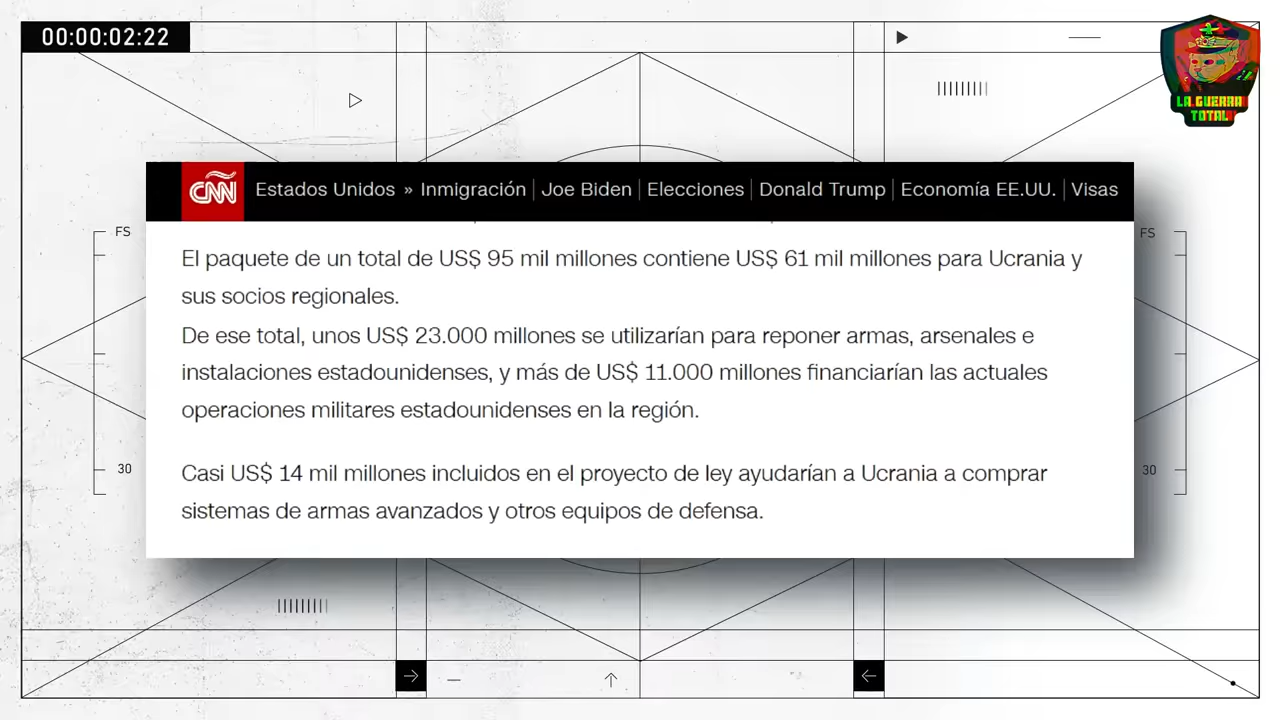 00:00:02:22
LA GUERRA
TOTAL
CNN
Estados Unidos » Inmigración | Joe Biden | Elecciones | Donald Trump | Economía EE.UU. | Visas
FS
FS
El paquete de un total de US$ 95 mil millones contiene US$ 61 mil millones para Ucrania y
sus socios regionales.
De ese total, unos US$ 23.000 millones se utilizarían para reponer armas, arsenales e
instalaciones estadounidenses, y más de US$ 11.000 millones financiarían las actuales
operaciones militares estadounidenses en la región.
Casi US$ 14 mil millones incluidos en el proyecto de ley ayudarían a Ucrania a comprar
sistemas de armas avanzados y otros equipos de defensa.
30
30